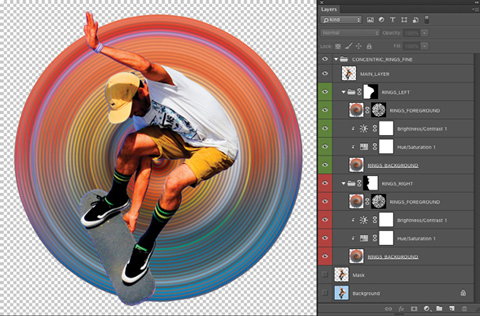 Layers
Kind
Normal
Opacity:
Lock:
Fill:
CONCENTRIC_RINGS_FINE
MAIN_LAYER
RINGS_LEFT
RINGS_FOREGROUND
Brightness/Contrast 1
Hue/Saturation 1
RINGS_BACKGROUND
RINGS_RIGHT
RINGS_FOREGROUND
Brightness/Contrast 1
Hue/Saturation 1
RINGS_BACKGROUND
Mask
Background
fx